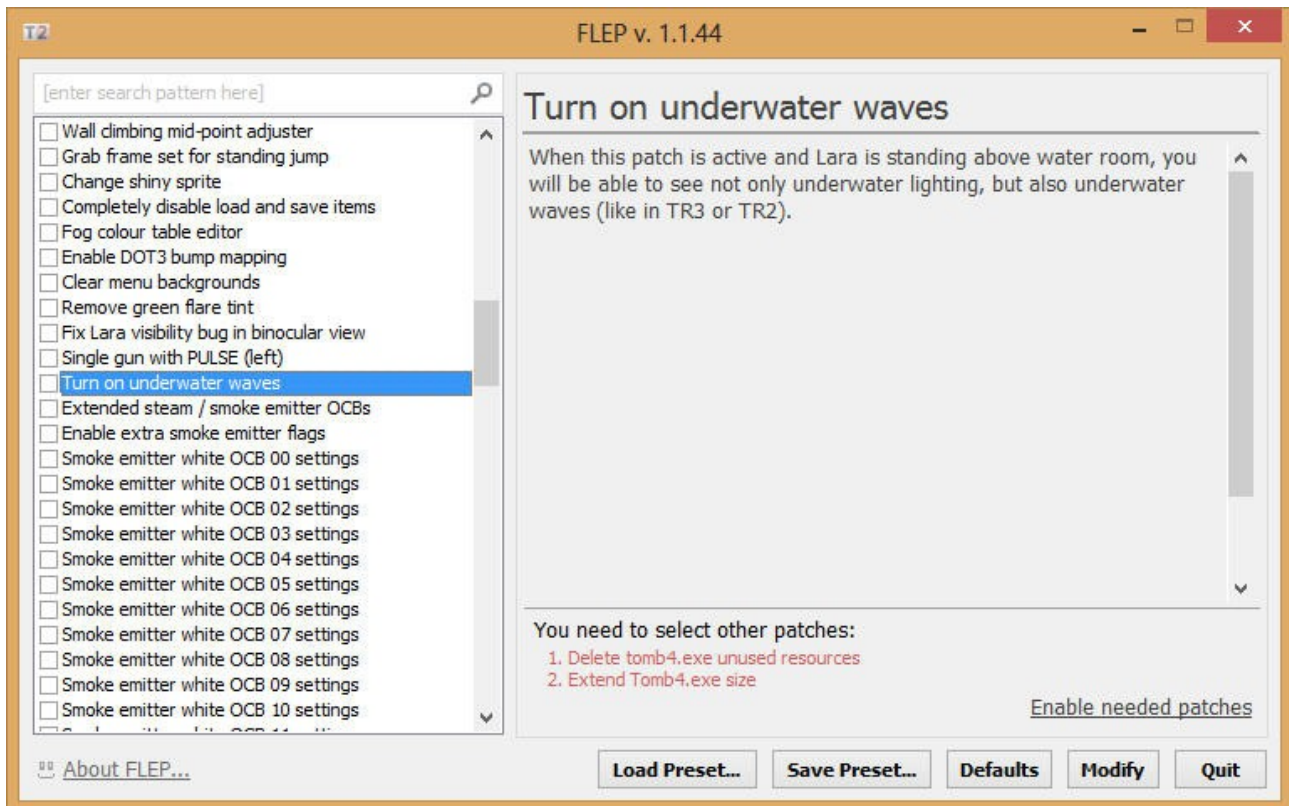 T2
FLEP v. 1.1.44
[enter search pattern here]
Wall climbing mid-point adjuster
Grab frame set for standing jump
Change shiny sprite
Completely disable load and save items
Fog colour table editor
Enable DOT3 bump mapping
Clear menu backgrounds
Remove green flare tint
Fix Lara visibility bug in binocular view
Single gun with PULSE (left)
Turn on underwater waves
Extended steam / smoke emitter OCBs
Enable extra smoke emitter flags
Smoke emitter white OCB 00 settings
Smoke emitter white OCB 01 settings
Smoke emitter white OCB 02 settings
Smoke emitter white OCB 03 settings
Smoke emitter white OCB 04 settings
Smoke emitter white OCB 05 settings
Smoke emitter white OCB 06 settings
Smoke emitter white OCB 07 settings
Smoke emitter white OCB 08 settings
Smoke emitter white OCB 09 settings
Smoke emitter white OCB 10 settings
Turn on underwater waves
When this patch is active and Lara is standing above water room, you
will be able to see not only underwater lighting, but also underwater
waves (like in TR3 or TR2).
You need to select other patches:
1. Delete tomb4.exe unused resources
2. Extend Tomb4.exe size
Enable needed patches
About FLEP...
Load Preset...
Save Preset...
Defaults
Modify
Quit